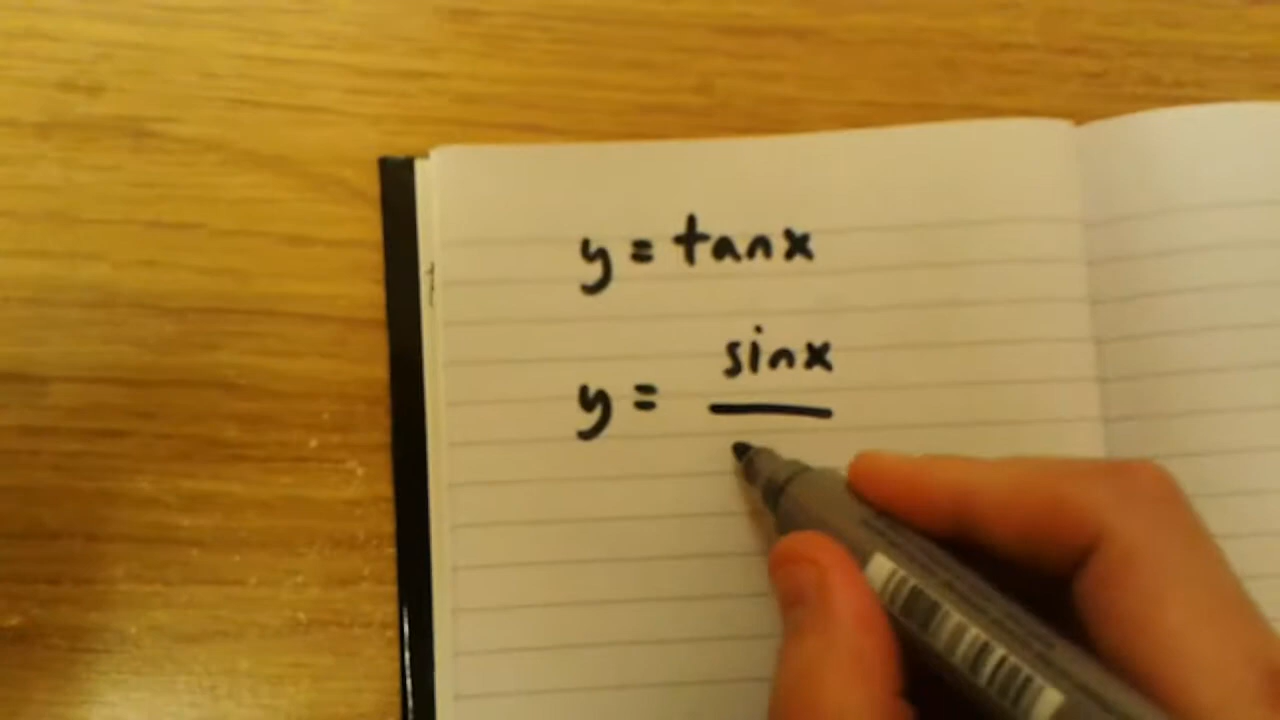 y = tanx
y = sinx /